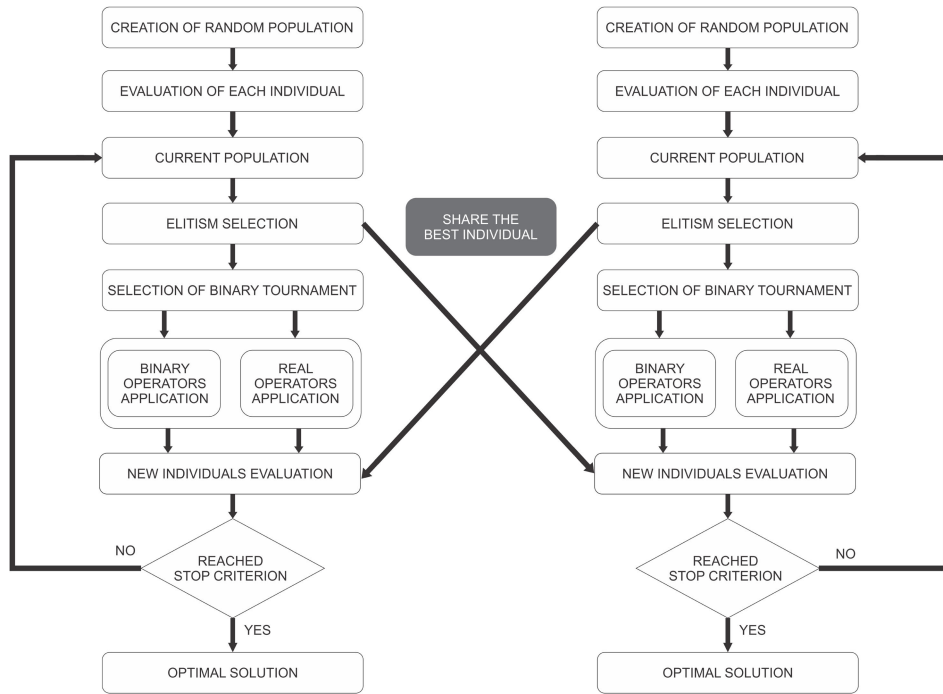 CREATION OF RANDOM POPULATION
EVALUATION OF EACH INDIVIDUAL
CURRENT POPULATION
ELITISM SELECTION
SELECTION OF BINARY TOURNAMENT
BINARY
OPERATORS
APPLICATION
REAL
OPERATORS
APPLICATION
NEW INDIVIDUALS EVALUATION
REACHED
STOP CRITERION
NO
YES
OPTIMAL SOLUTION
SHARE THE
BEST INDIVIDUAL
CREATION OF RANDOM POPULATION
EVALUATION OF EACH INDIVIDUAL
CURRENT POPULATION
ELITISM SELECTION
SELECTION OF BINARY TOURNAMENT
BINARY
OPERATORS
APPLICATION
REAL
OPERATORS
APPLICATION
NEW INDIVIDUALS EVALUATION
REACHED
STOP CRITERION
NO
YES
OPTIMAL SOLUTION